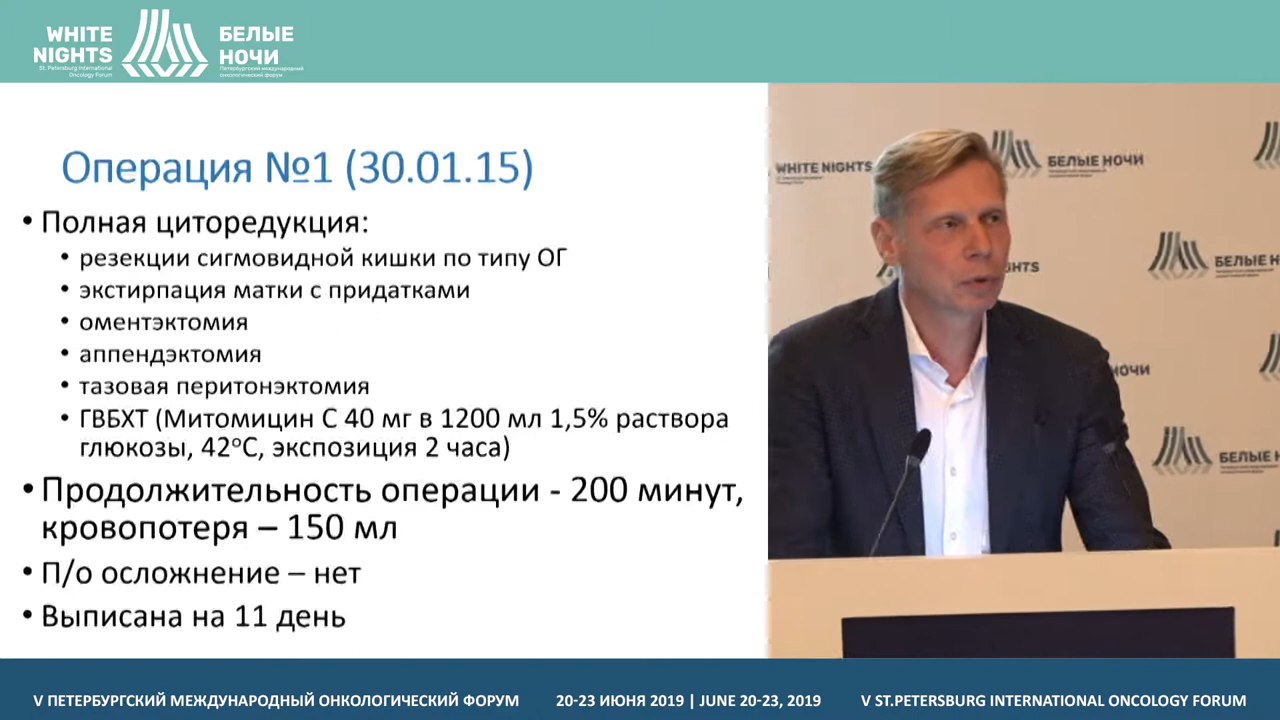 WHITE
NIGHTS
St. Petersburg International
Oncology Forum
БЕЛЫЕ
НОЧИ
Петербургский международный
онкологический форум
Операция №1 (30.01.15)
• Полная циторедукция:
• резекции сигмовидной кишки по типу ОГ
• экстирпация матки с придатками
• оментэктомия
• аппендэктомия
• тазовая перитонэктомия
• ГВБХТ (Митомицин С 40 мг в 1200 мл 1,5% раствора
глюкозы, 42°С, экспозиция 2 часа)
• Продолжительность операции - 200 минут,
кровопотеря – 150 мл
• П/о осложнение – нет
• Выписана на 11 день
WHITE NIGHTS
БЕЛЫЕ НОЧИ
БЕЛЫЕ Н
GHTS
НОЧИ
БЕЛЫЕ Н
V ПЕТЕРБУРГСКИЙ МЕЖДУНАРОДНЫЙ ОНКОЛОГИЧЕСКИЙ ФОРУМ
20-23 ИЮНЯ 2019 | JUNE 20-23, 2019
V ST.PETERSBURG INTERNATIONAL ONCOLOGY FORUM